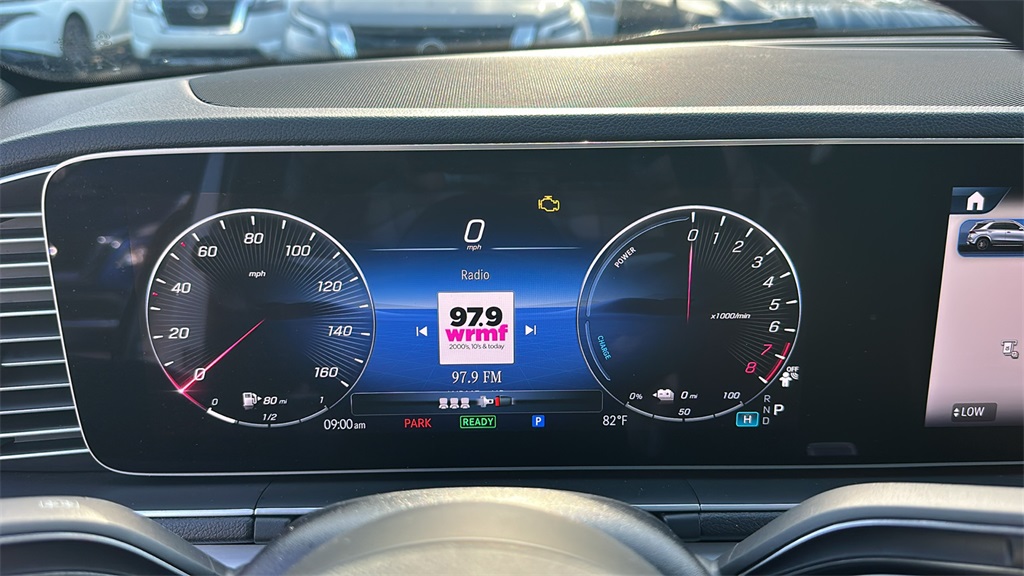 0
mph
Radio
97.9
wrmf
2000's, 10's & today
97.9 FM
0 20 40 60 80 100 120 140 160
mph
80 mi
0 1/2 1
POWER
CHARGE
0 1 2 3 4 5 6 7 8
x1000/min
OFF
0 mi
0% 50 100
R
N
D
P
H
09:00 am
PARK
READY
P
82°F
LOW